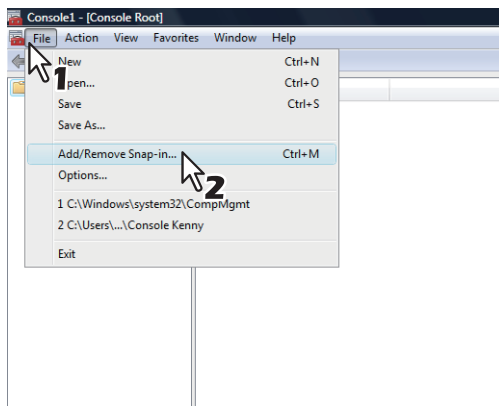 Console1 - [Console Root]
File Action View Favorites Window Help
New Ctrl+N
pen... Ctrl+O
Save Ctrl+S
Save As...
Add/Remove Snap-in... Ctrl+M
Options...
1 C:\Windows\system32\CompMgmt
2 C:\Users\...\Console Kenny
Exit
1
2